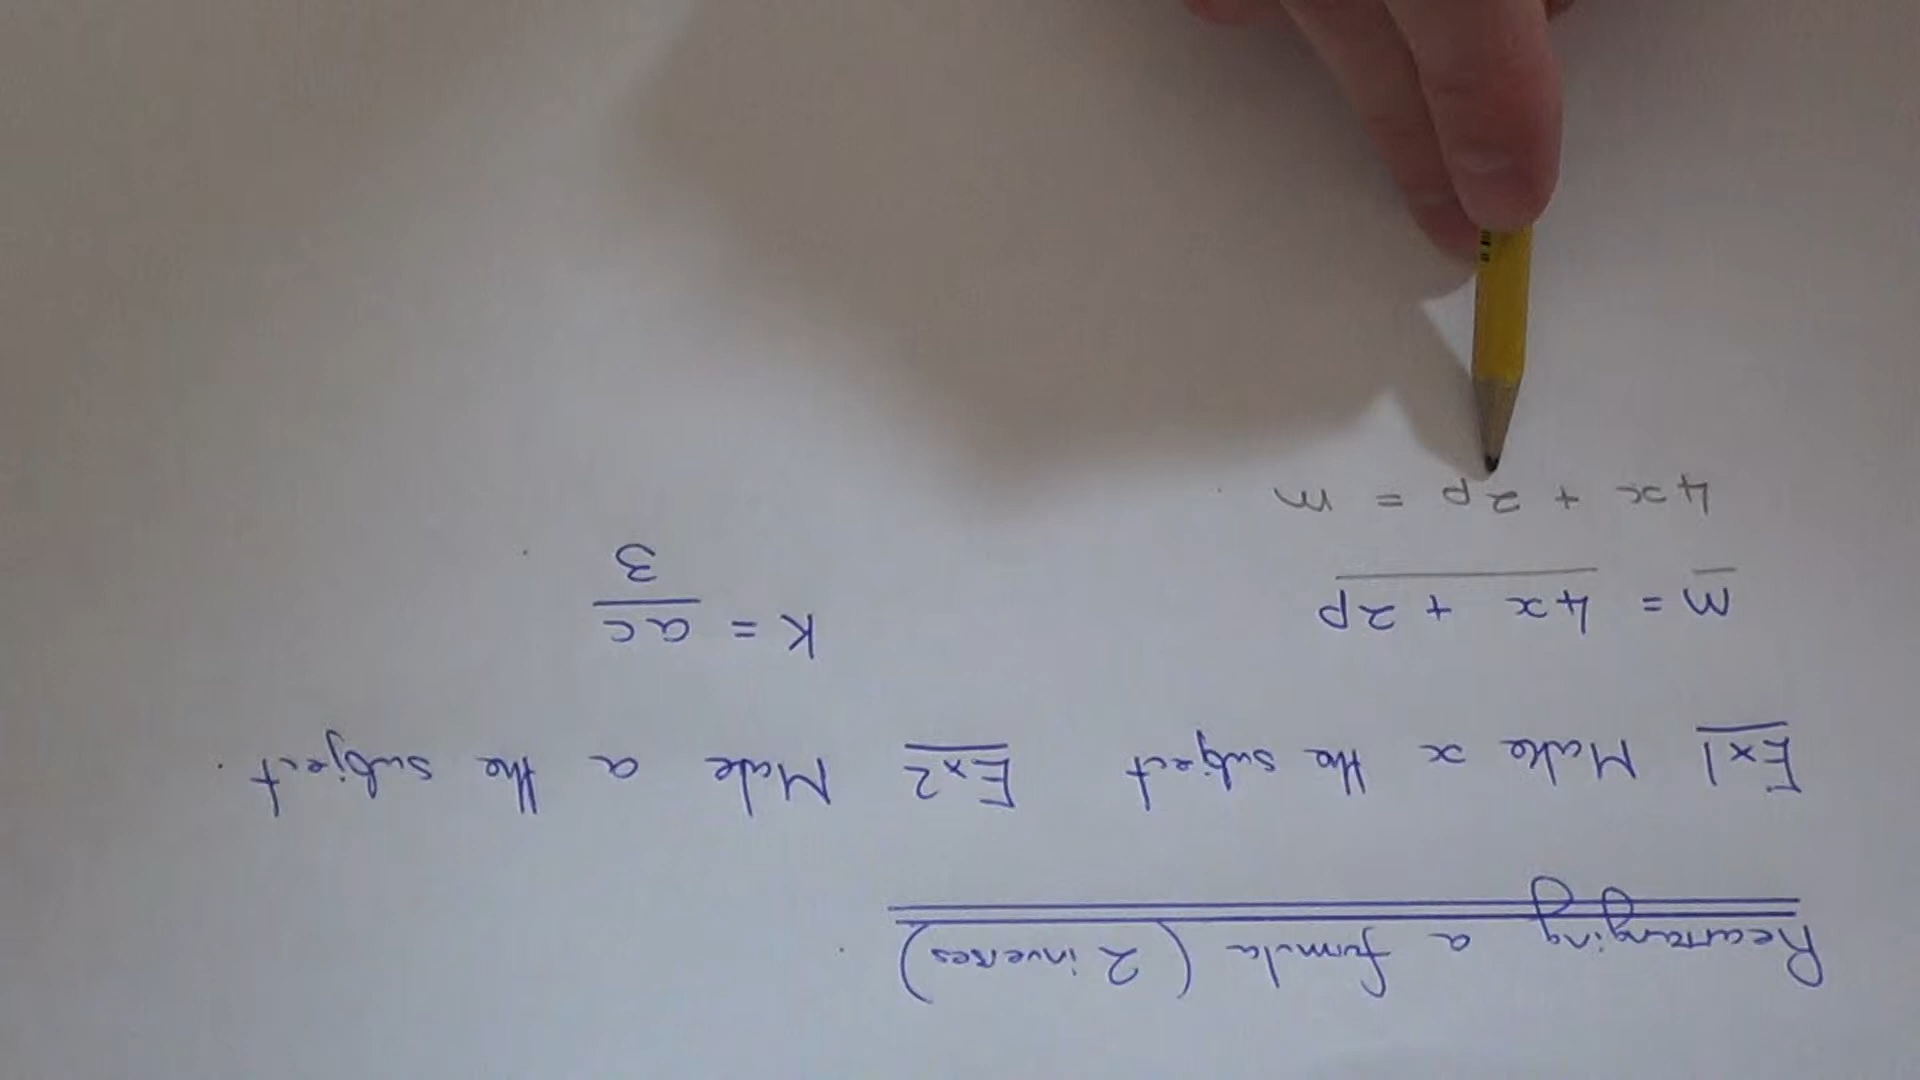 Rearranging a formula (2 inverses)
Ex1 Make x the subject
m = 4x + 2p
4x + 2p = m
Ex2 Make a the subject.
K = ac/3